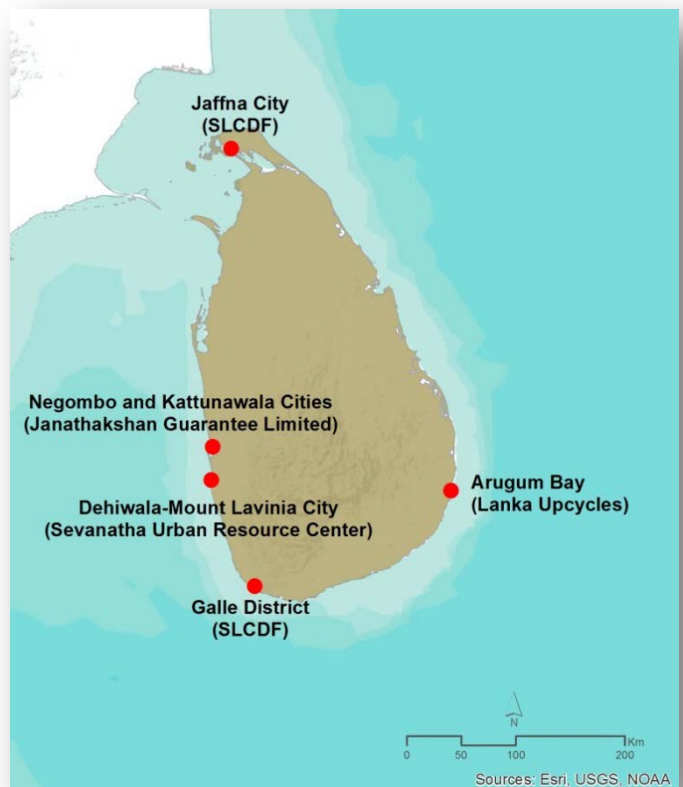 Jaffna City
(SLCDF)
Negombo and Kattunawala Cities
(Janathakshan Guarantee Limited)
Dehiwala-Mount Lavinia City
(Sevanatha Urban Resource Center)
Arugum Bay
(Lanka Upcycles)
Galle District
(SLCDF)
N
Km
0 50 100 200
Sources: Esri, USGS, NOAA